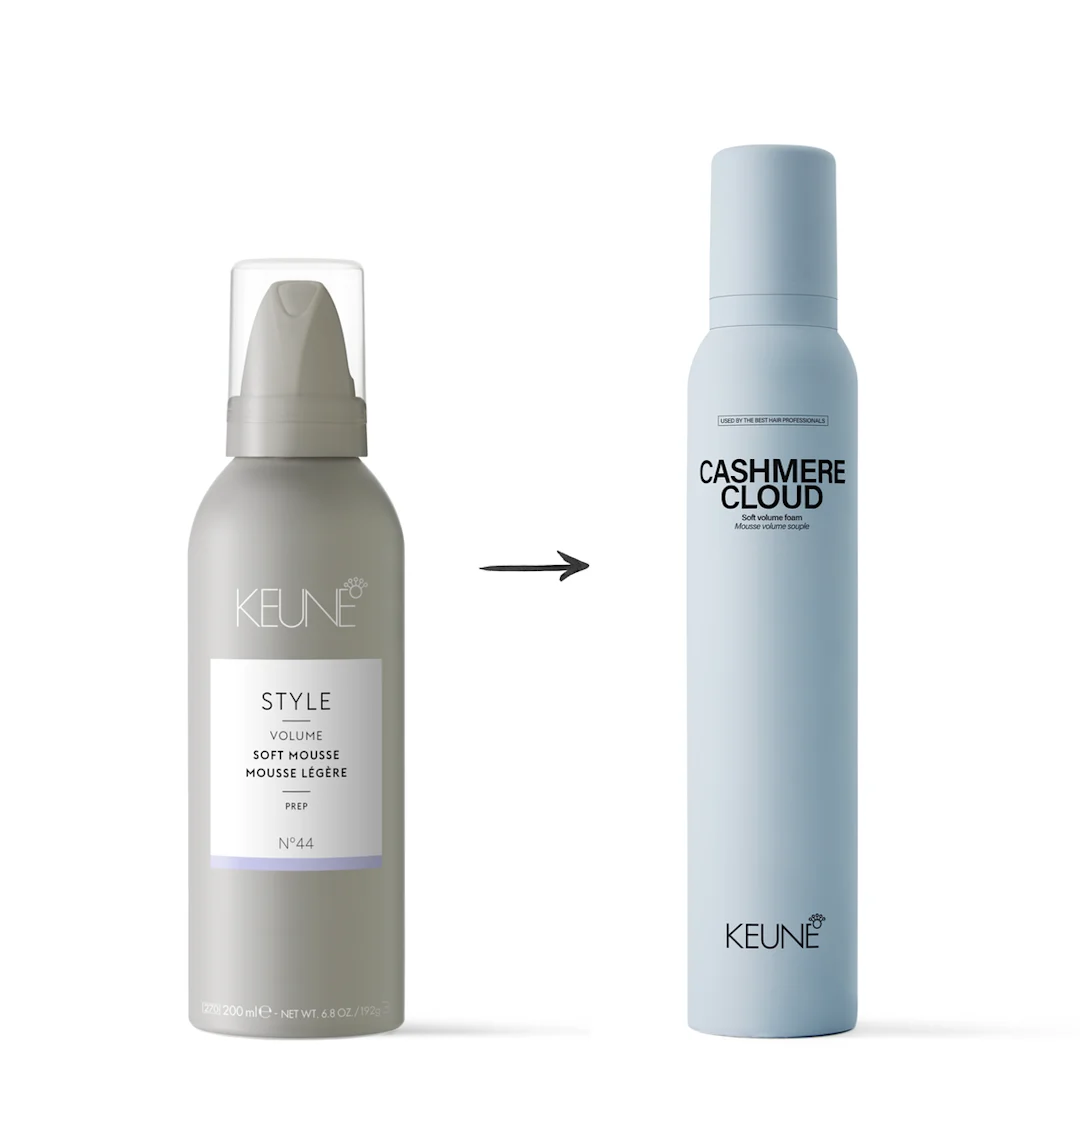 KEUNE
STYLE
VOLUME
SOFT MOUSSE
MOUSSE LÉGÈRE
PREP
Nº44
200 ml ℮ - NET WT. 6.8 OZ. / 192g
USED BY THE BEST HAIR PROFESSIONALS
CASHMERE
CLOUD
Soft volume foam
Mousse volume souple
KEUNE